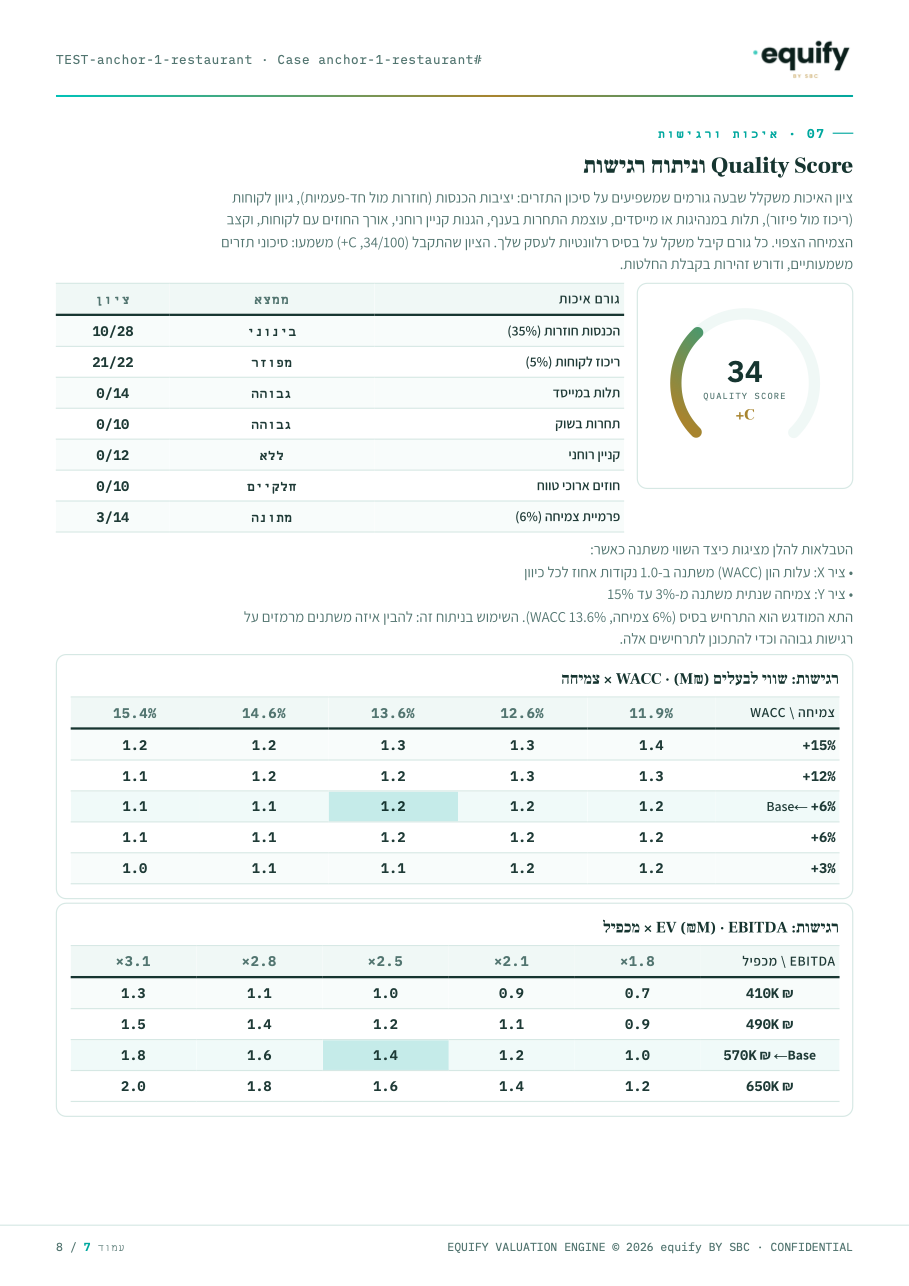 TEST-anchor-1-restaurant · Case anchor-1-restaurant#
equify
BY SBC
07 · איכות ורגישות
Quality Score וניתוח רגישות
ציון האיכות משקלל שבעה גורמים שמשפיעים על סיכון התזרים: יציבות הכנסות (חוזרות מול חד-פעמיות), גיוון לקוחות
(ריכוז מול פיזור), תלות במנהיגות או מייסדים, עוצמת התחרות בענף, הגנות קניין רוחני, אורך החוזים עם לקוחות, וקצב
הצמיחה הצפוי. כל גורם קיבל משקל על בסיס רלוונטיות לעסק שלך. הציון שהתקבל (34/100, C+) משמעו: סיכוני תזרים
משמעותיים, ודורש זהירות בקבלת החלטות.
34
QUALITY SCORE
+C
גורם איכות ממצא ציון
הכנסות חוזרות (35%) בינוני 10/28
ריכוז לקוחות (5%) מפוזר 21/22
תלות במייסד גבוהה 0/14
תחרות בשוק גבוהה 0/10
קניין רוחני ללא 0/12
חוזים ארוכי טווח חלקיים 0/10
פרמיית צמיחה (6%) מתונה 3/14
הטבלאות להלן מציגות כיצד השווי משתנה כאשר:
• ציר X: עלות הון (WACC) משתנה ב-1.0 נקודות אחוז לכל כיוון
• ציר Y: צמיחה שנתית משתנה מ-3% עד 15%
התא המודגש הוא התרחיש בסיס (6% צמיחה, WACC 13.6%). השימוש בניתוח זה: להבין איזה משתנים מרמזים על
רגישות גבוהה וכדי להתכונן לתרחישים אלה.
רגישות: שווי לבעלים (₪M) · WACC × צמיחה
צמיחה \ WACC 11.9% 12.6% 13.6% 14.6% 15.4%
+15% 1.4 1.3 1.3 1.2 1.2
+12% 1.3 1.3 1.2 1.2 1.1
+6% ←Base 1.2 1.2 1.2 1.1 1.1
+6% 1.2 1.2 1.2 1.1 1.1
+3% 1.2 1.2 1.1 1.1 1.0
רגישות: EV (₪M) · EBITDA × מכפיל
EBITDA \ מכפיל ×1.8 ×2.1 ×2.5 ×2.8 ×3.1
410K ₪ 0.7 0.9 1.0 1.1 1.3
490K ₪ 0.9 1.1 1.2 1.4 1.5
570K ₪ ←Base 1.0 1.2 1.4 1.6 1.8
650K ₪ 1.2 1.4 1.6 1.8 2.0
עמוד 7 / 8
EQUIFY VALUATION ENGINE © 2026 equify BY SBC · CONFIDENTIAL